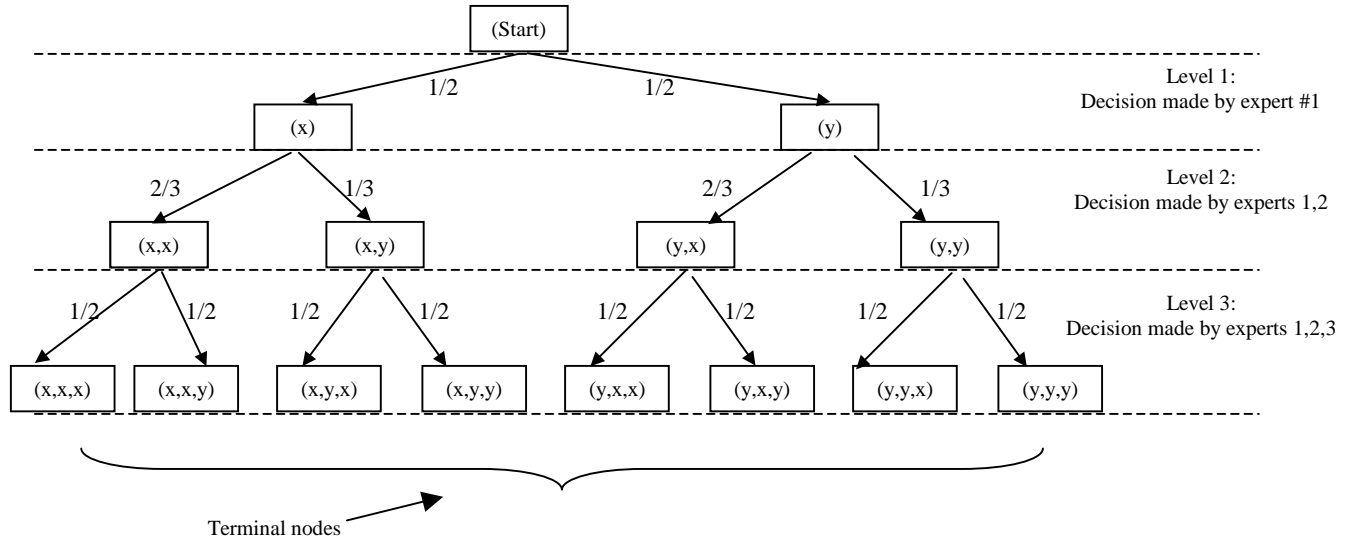 (Start)
1/2 1/2
Level 1:
Decision made by expert #1
(x) (y)
2/3 1/3 2/3 1/3
Level 2:
Decision made by experts 1,2
(x,x) (x,y) (y,x) (y,y)
1/2 1/2 1/2 1/2 1/2 1/2 1/2 1/2
Level 3:
Decision made by experts 1,2,3
(x,x,x) (x,x,y) (x,y,x) (x,y,y) (y,x,x) (y,x,y) (y,y,x) (y,y,y)
Terminal nodes